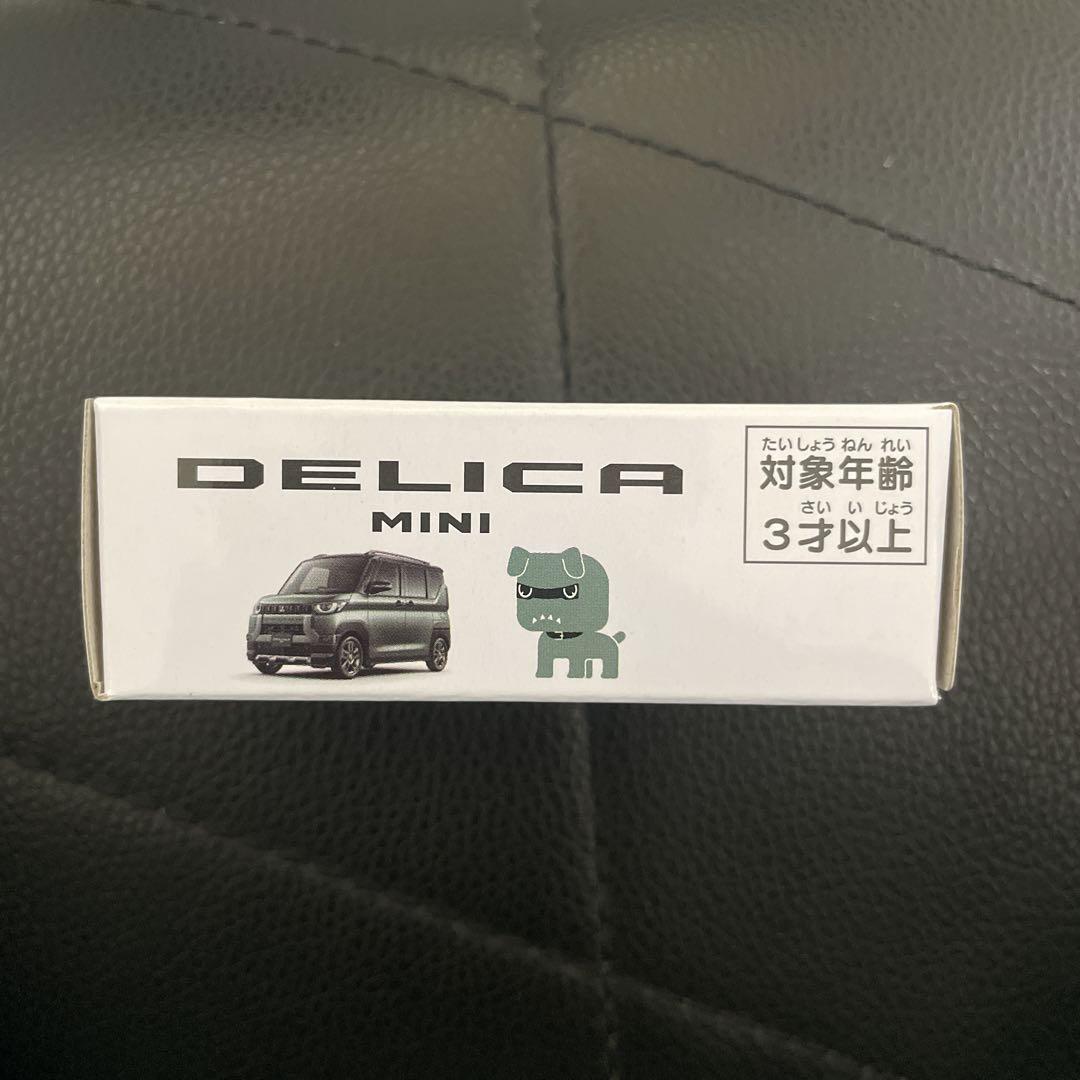 DELICA
MINI
たいしょうねんれい
対象年齢
さいいじょう
3才以上